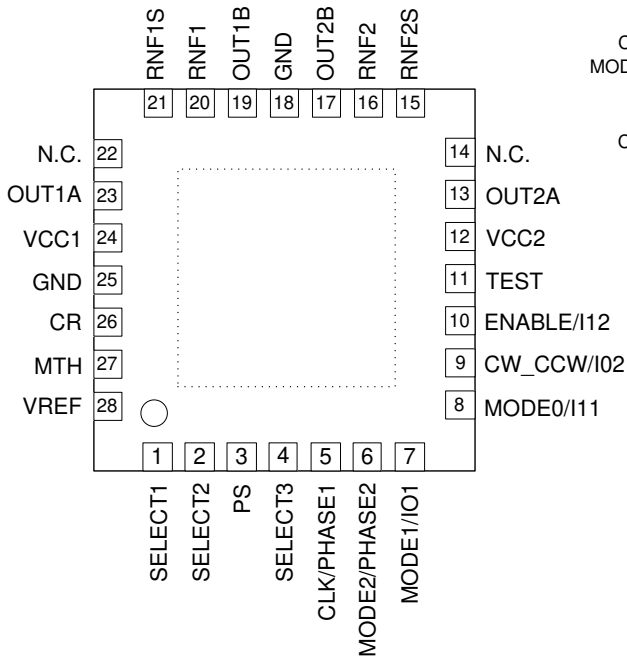 RNF1S
RNF1
OUT1B
GND
OUT2B
RNF2
RNF2S
C
MOD
C
21
20
19
18
17
16
15
N.C. 22
OUT1A 23
VCC1 24
GND 25
CR 26
MTH 27
VREF 28
14 N.C.
13 OUT2A
12 VCC2
11 TEST
10 ENABLE/I12
9 CW_CCW/I02
8 MODE0/I11
1
2
3
4
5
6
7
SELECT1
SELECT2
PS
SELECT3
CLK/PHASE1
MODE2/PHASE2
MODE1/IO1